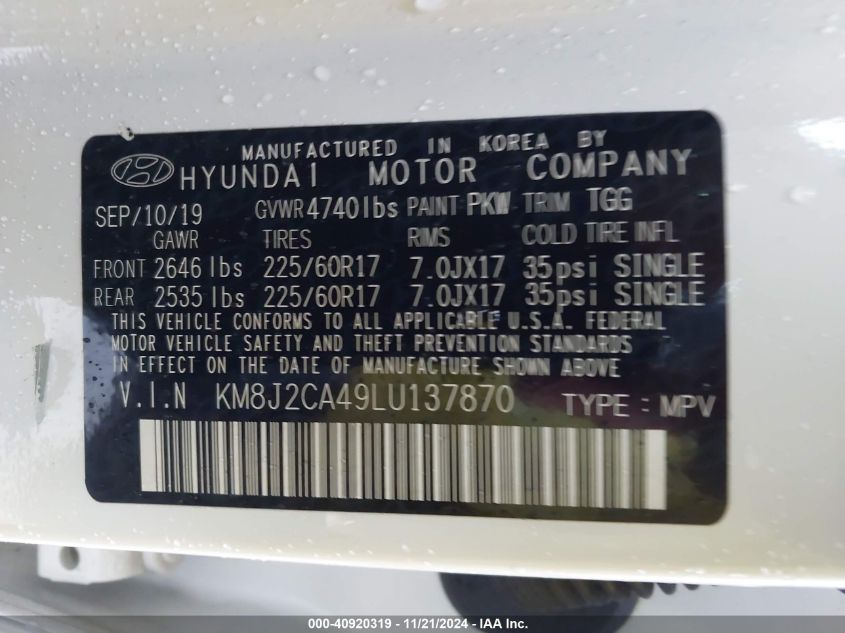 MANUFACTURED IN KOREA BY
HYUNDAI MOTOR COMPANY
SEP/10/19 GVWR 4740lbs PAINT PKW TRIM TGG
GAWR TIRES RMS COLD TIRE INFL
FRONT 2646 lbs 225/60R17 7.0JX17 35psi SINGLE
REAR 2535 lbs 225/60R17 7.0JX17 35psi SINGLE
THIS VEHICLE CONFORMS TO ALL APPLICABLE U.S.A. FEDERAL
MOTOR VEHICLE SAFETY AND THEFT PREVENTION STANDARDS
IN EFFECT ON THE DATE OF MANUFACTURE SHOWN ABOVE
V.I.N KM8J2CA49LU137870 TYPE : MPV
000-40920319 - 11/21/2024 - IAA Inc.